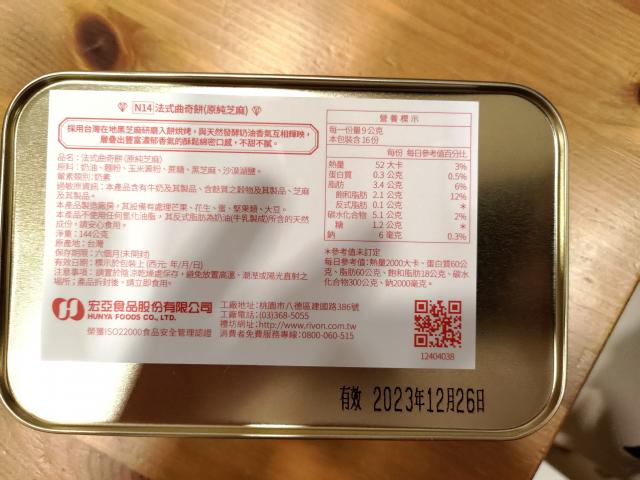 N14 法式曲奇餅(原純芝麻)
採用台灣在地黑芝麻研磨入餅烘烤，與天然發酵奶油香氣互相輝映，
層疊出豐富濃郁香氣的酥鬆綿密口感，不甜不膩。
品名：法式曲奇餅(原純芝麻)
原料：奶油、麵粉、玉米澱粉、蔗糖、黑芝麻、沙漠湖鹽。
葷素類別：奶素
過敏原資訊：本產品含有牛奶及其製品、含麩質之穀物及其製品、芝麻
及其製品。
本產品製造廠房，其設備有處理芒果、花生、蛋、堅果類、大豆。
本產品不使用任何氫化油脂，其反式脂肪為奶油(牛乳製成)所含的天然
成份，請安心食用。
淨重：144公克
原產地：台灣
保存期限：六個月(未開封)
有效日期：標示於包裝上(西元：年/月/日)
注意事項：請置於陰涼乾燥處保存，避免放置高溫、潮溼或陽光直射之
場所；產品拆封後，請立即食用。
宏亞食品股份有限公司
HUNYA FOODS CO., LTD.
榮獲ISO22000食品安全管理認證
工廠地址：桃園市八德區建國路386號
工廠電話：(03)368-5055
禮坊網址：http://www.rivon.com.tw
消費者免費服務專線：0800-060-515
營養標示
每一份量9公克
本包裝含16份
每份 每日參考值百分比
熱量 52 大卡 3%
蛋白質 0.3 公克 0.5%
脂肪 3.4 公克 6%
飽和脂肪 2.1 公克 12%
反式脂肪 0.1 公克 *
碳水化合物 5.1 公克 2%
糖 1.2 公克 *
鈉 6 毫克 0.3%
*參考值未訂定
每日參考值：熱量2000大卡、蛋白質60公
克、脂肪60公克、飽和脂肪18公克、碳水
化合物300公克、鈉2000毫克。
12404038
有效 2023年12月26日